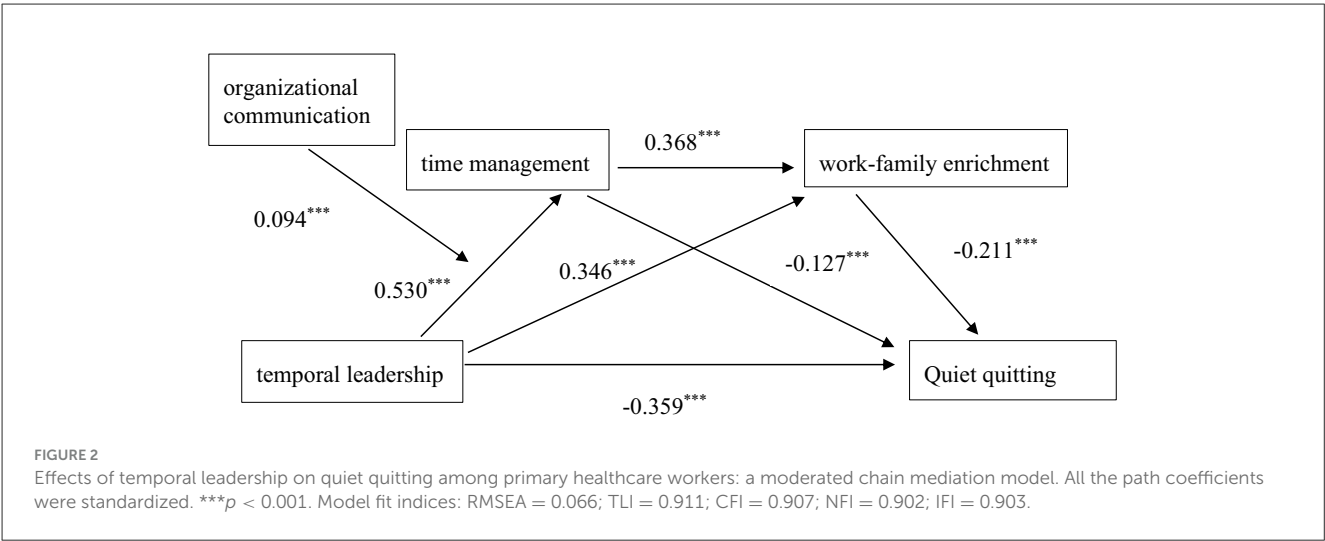 organizational
communication
time management
0.368***
work-family enrichment
0.094***
0.530***
0.346***
-0.127***
-0.211***
temporal leadership
Quiet quitting
-0.359***
FIGURE 2
Effects of temporal leadership on quiet quitting among primary healthcare workers: a moderated chain mediation model. All the path coefficients
were standardized. ***p < 0.001. Model fit indices: RMSEA = 0.066; TLI = 0.911; CFI = 0.907; NFI = 0.902; IFI = 0.903.